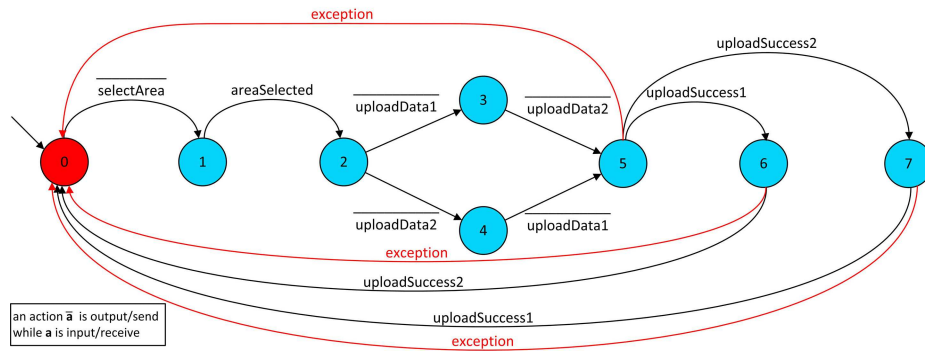 exception
uploadSuccess2
selectArea
areaSelected
uploadData1
uploadData2
uploadSuccess1
3
0
1
2
5
6
7
4
uploadData2
uploadData1
exception
uploadSuccess2
an action a is output/send
while a is input/receive
uploadSuccess1
exception